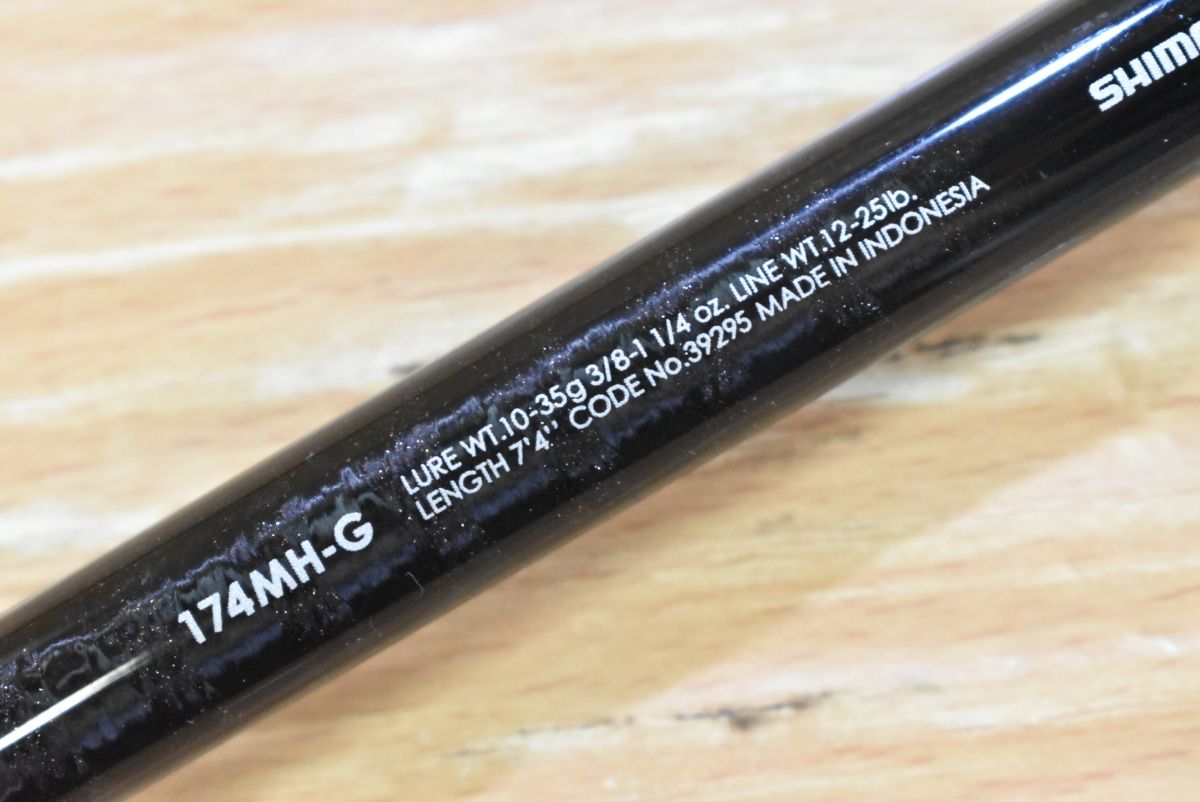 SHIM
LURE WT.10-35g 3/8-1 1/4 oz. LINE WT.12-25lb.
LENGTH 7'4'' CODE No.39295 MADE IN INDONESIA
174MH-G